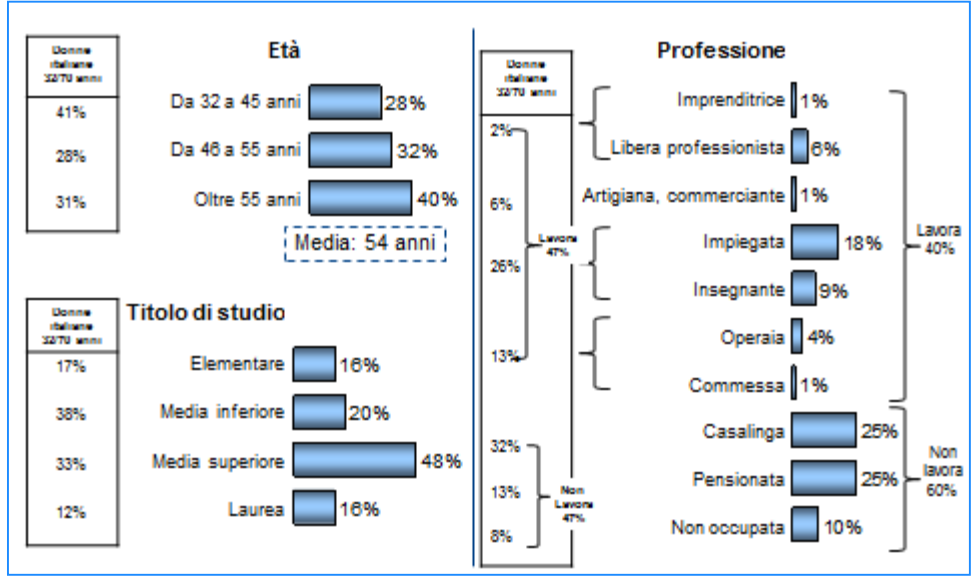 Età
Donne
italiane
32/70 anni
41%
28%
31%
Da 32 a 45 anni 28%
Da 46 a 55 anni 32%
Oltre 55 anni 40%
Media: 54 anni
Titolo di studio
Donne
italiane
32/70 anni
17%
38%
33%
12%
Elementare 16%
Media inferiore 20%
Media superiore 48%
Laurea 16%
Professione
Donne
italiane
32/70 anni
2%
6%
26%
13%
Lavora
47%
32%
13%
8%
Non
Lavora
47%
Imprenditrice 1%
Libera professionista 6%
Artigiana, commerciante 1%
Impiegata 18%
Insegnante 9%
Operaia 4%
Commessa 1%
Casalinga 25%
Pensionata 25%
Non occupata 10%
Lavora
40%
Non
lavora
60%